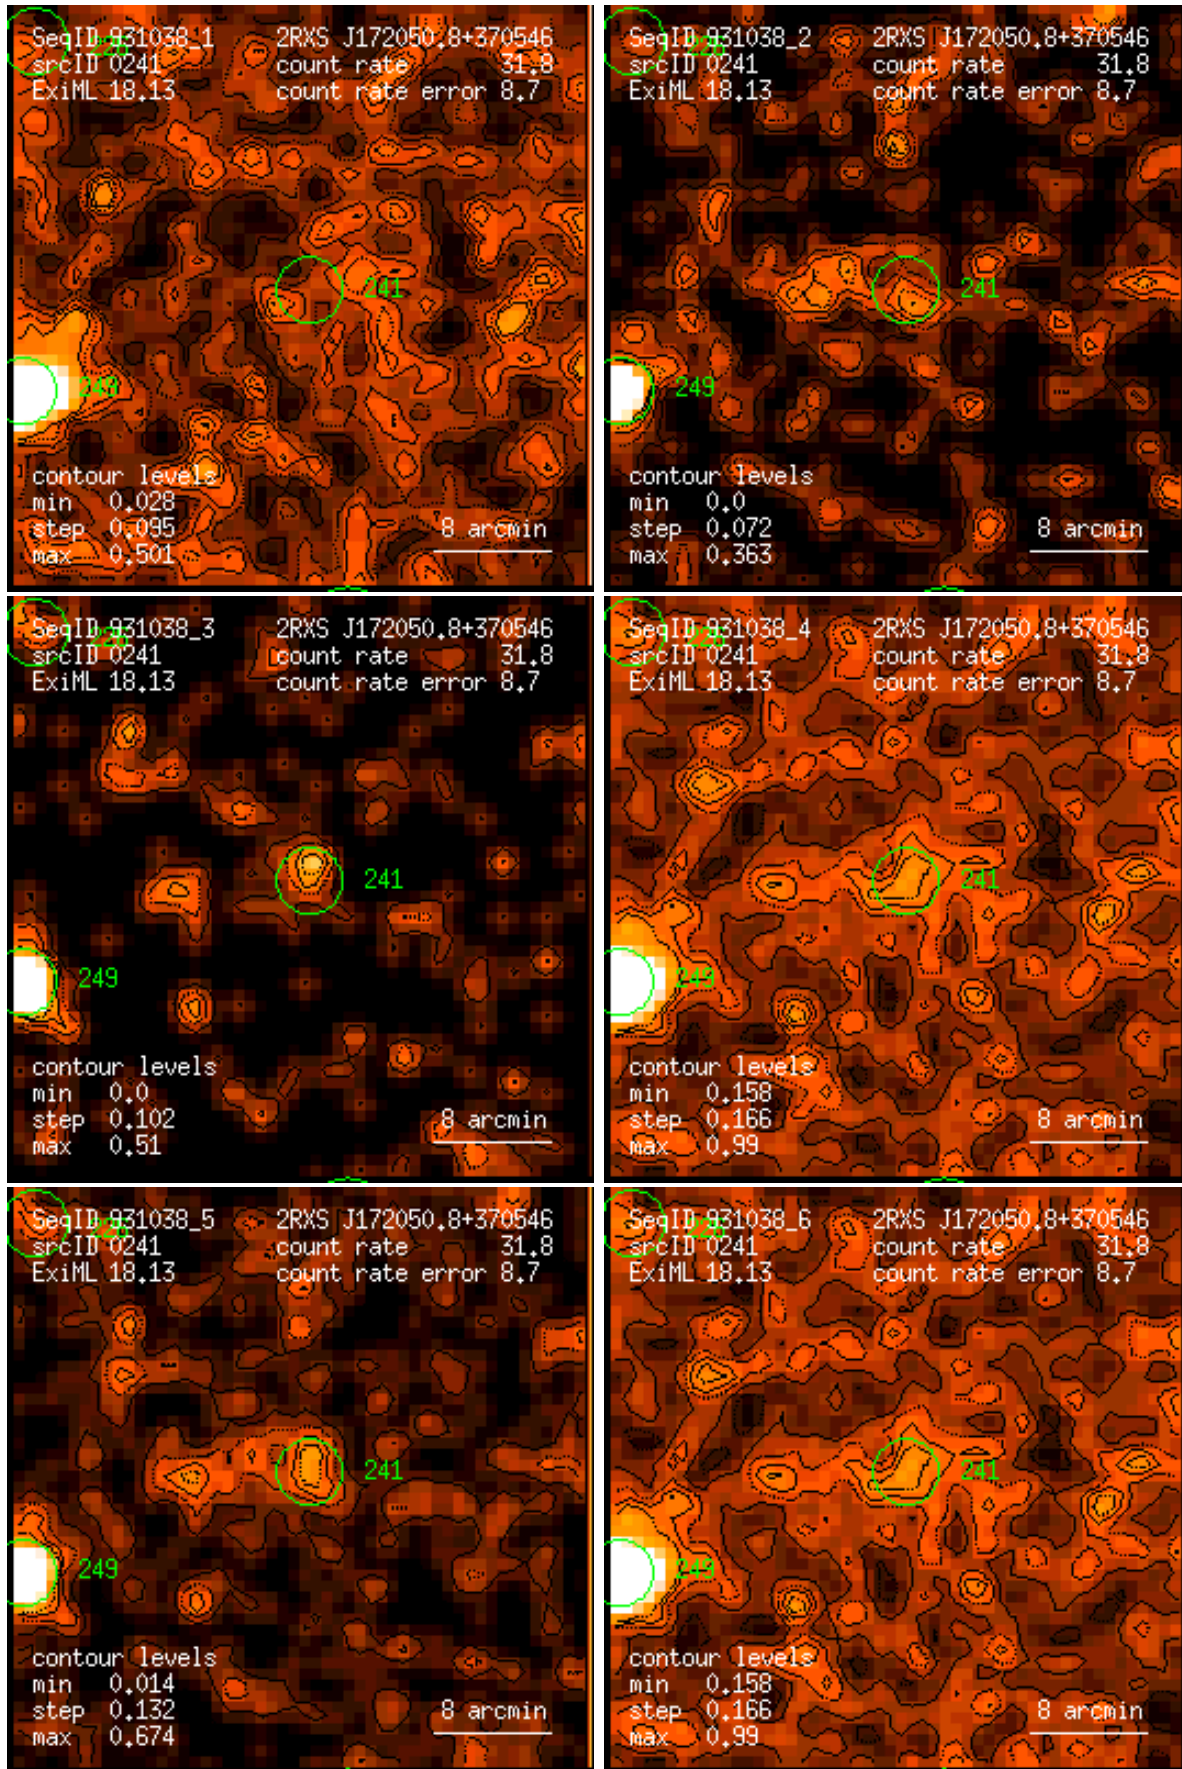 SeqID 931038_1 2RXS J172050.8+370546
srcID 0241 count rate 31.8
ExiML 18.13 count rate error 8.7
241
249
contour levels
min 0.028
step 0.095
max 0.501
8 arcmin
SeqID 931038_2 2RXS J172050.8+370546
srcID 0241 count rate 31.8
ExiML 18.13 count rate error 8.7
241
249
contour levels
min 0.0
step 0.072
max 0.363
8 arcmin
SeqID 931038_3 2RXS J172050.8+370546
srcID 0241 count rate 31.8
ExiML 18.13 count rate error 8.7
241
249
contour levels
min 0.0
step 0.102
max 0.51
8 arcmin
SeqID 931038_4 2RXS J172050.8+370546
srcID 0241 count rate 31.8
ExiML 18.13 count rate error 8.7
241
249
contour levels
min 0.158
step 0.166
max 0.99
8 arcmin
SeqID 931038_5 2RXS J172050.8+370546
srcID 0241 count rate 31.8
ExiML 18.13 count rate error 8.7
241
249
contour levels
min 0.014
step 0.132
max 0.674
8 arcmin
SeqID 931038_6 2RXS J172050.8+370546
srcID 0241 count rate 31.8
ExiML 18.13 count rate error 8.7
241
249
contour levels
min 0.158
step 0.166
max 0.99
8 arcmin